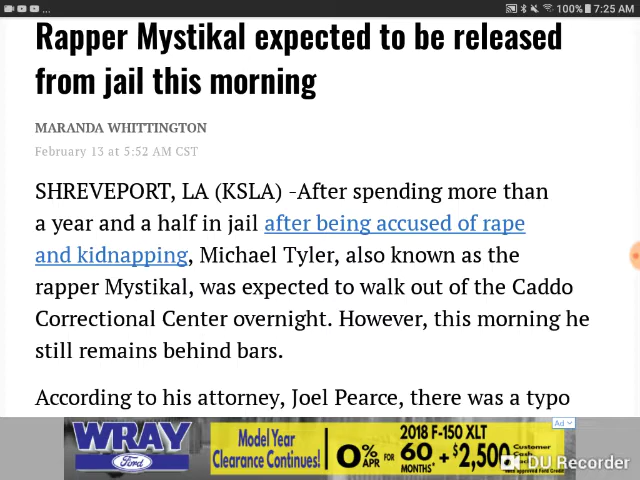 100% 7:25 AM
Rapper Mystikal expected to be released
from jail this morning
MARANDA WHITTINGTON
February 13 at 5:52 AM CST
SHREVEPORT, LA (KSLA) -After spending more than
a year and a half in jail after being accused of rape
and kidnapping, Michael Tyler, also known as the
rapper Mystikal, was expected to walk out of the Caddo
Correctional Center overnight. However, this morning he
still remains behind bars.
According to his attorney, Joel Pearce, there was a typo
Ad
WRAY
Ford
Model Year
Clearance Continues!
0% APR FOR 60 MONTHS* + $2,500
2018 F-150 XLT
Customer
Cash
DU Recorder